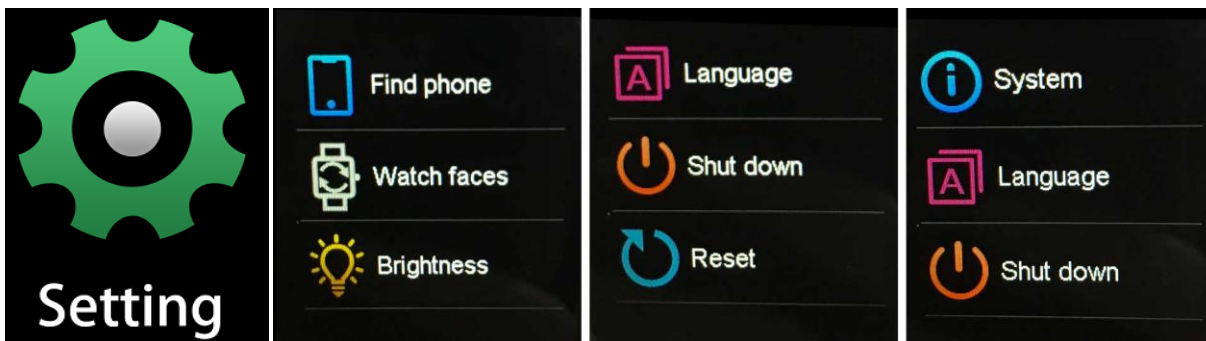 Setting
Find phone
Watch faces
Brightness
A Language
Shut down
Reset
i System
A Language
Shut down